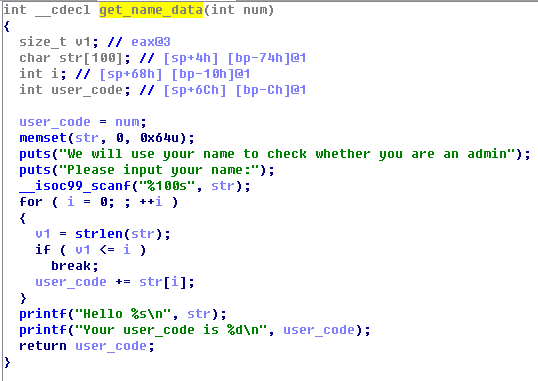 int __cdecl get_name_data(int num)
{
  size_t v1; // eax@3
  char str[100]; // [sp+4h] [bp-74h]@1
  int i; // [sp+68h] [bp-10h]@1
  int user_code; // [sp+6Ch] [bp-Ch]@1
  user_code = num;
  memset(str, 0, 0x64u);
  puts("We will use your name to check whether you are an admin");
  puts("Please input your name:");
  __isoc99_scanf("%100s", str);
  for ( i = 0; ; ++i )
  {
    v1 = strlen(str);
    if ( v1 <= i )
      break;
    user_code += str[i];
  }
  printf("Hello %s\n", str);
  printf("Your user_code is %d\n", user_code);
  return user_code;
}